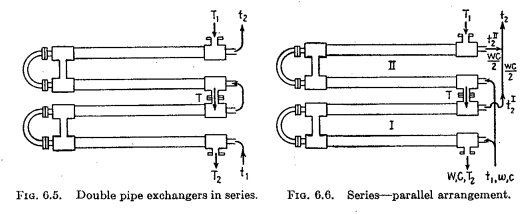 T₁
t₂
T
T₂
t₁
FIG. 6.5. Double pipe exchangers in series.
T₁
t₂
t₂ᴵᴵ
wc/2
wc/2
II
T
t₂ᴵ
I
W,C,T₂
t₁,w,c
FIG. 6.6. Series—parallel arrangement.